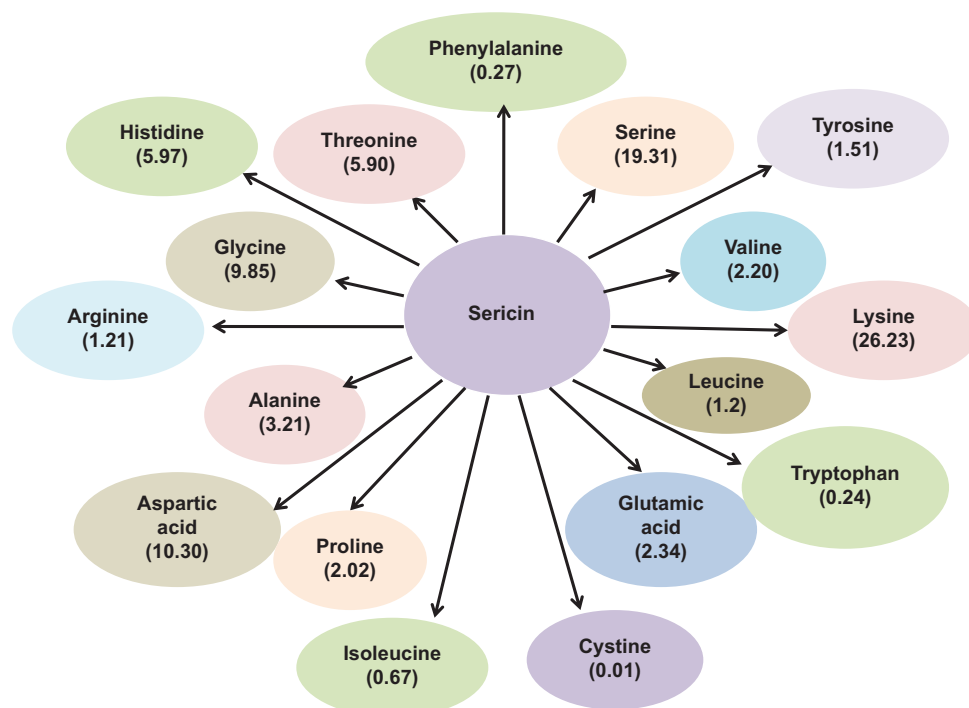 Phenylalanine
(0.27)
Histidine
(5.97)
Threonine
(5.90)
Serine
(19.31)
Tyrosine
(1.51)
Glycine
(9.85)
Valine
(2.20)
Arginine
(1.21)
Sericin
Lysine
(26.23)
Alanine
(3.21)
Leucine
(1.2)
Aspartic
acid
(10.30)
Proline
(2.02)
Glutamic
acid
(2.34)
Tryptophan
(0.24)
Isoleucine
(0.67)
Cystine
(0.01)